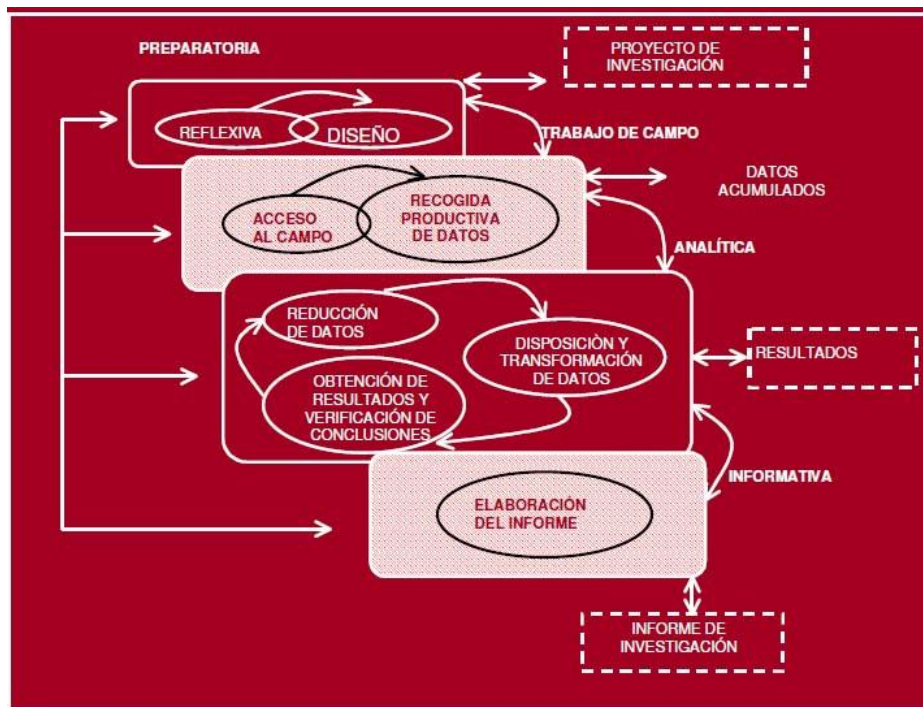 PREPARATORIA
PROYECTO DE
INVESTIGACIÓN
REFLEXIVA
DISEÑO
TRABAJO DE CAMPO
DATOS
ACUMULADOS
ACCESO
AL CAMPO
RECOGIDA
PRODUCTIVA
DE DATOS
ANALÍTICA
REDUCCIÓN
DE DATOS
DISPOSICIÒN Y
TRANSFORMACIÓN
DE DATOS
RESULTADOS
OBTENCIÓN DE
RESULTADOS Y
VERIFICACIÓN DE
CONCLUSIONES
INFORMATIVA
ELABORACIÓN
DEL INFORME
INFORME DE
INVESTIGACIÓN